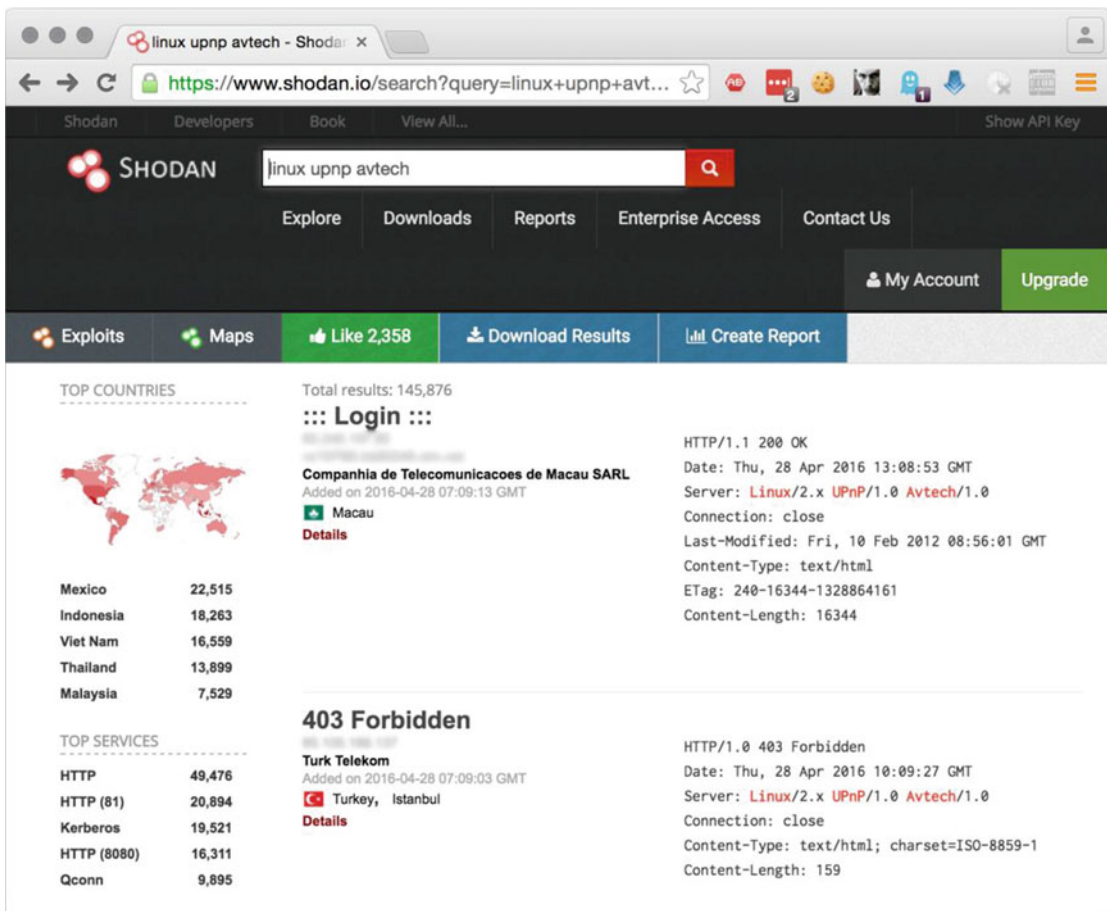 linux upnp avtech - Shodan
https://www.shodan.io/search?query=linux+upnp+avt...
2
1
Shodan Developers Book View All... Show API Key
SHODAN
linux upnp avtech
Explore Downloads Reports Enterprise Access Contact Us
My Account Upgrade
Exploits Maps Like 2,358 Download Results Create Report
TOP COUNTRIES
Mexico 22,515
Indonesia 18,263
Viet Nam 16,559
Thailand 13,899
Malaysia 7,529
TOP SERVICES
HTTP 49,476
HTTP (81) 20,894
Kerberos 19,521
HTTP (8080) 16,311
Qconn 9,895
Total results: 145,876
::: Login :::
Companhia de Telecomunicacoes de Macau SARL
Added on 2016-04-28 07:09:13 GMT
Macau
Details
HTTP/1.1 200 OK
Date: Thu, 28 Apr 2016 13:08:53 GMT
Server: Linux/2.x UPnP/1.0 Avtech/1.0
Connection: close
Last-Modified: Fri, 10 Feb 2012 08:56:01 GMT
Content-Type: text/html
ETag: 240-16344-1328864161
Content-Length: 16344
403 Forbidden
Turk Telekom
Added on 2016-04-28 07:09:03 GMT
Turkey, Istanbul
Details
HTTP/1.0 403 Forbidden
Date: Thu, 28 Apr 2016 10:09:27 GMT
Server: Linux/2.x UPnP/1.0 Avtech/1.0
Connection: close
Content-Type: text/html; charset=ISO-8859-1
Content-Length: 159